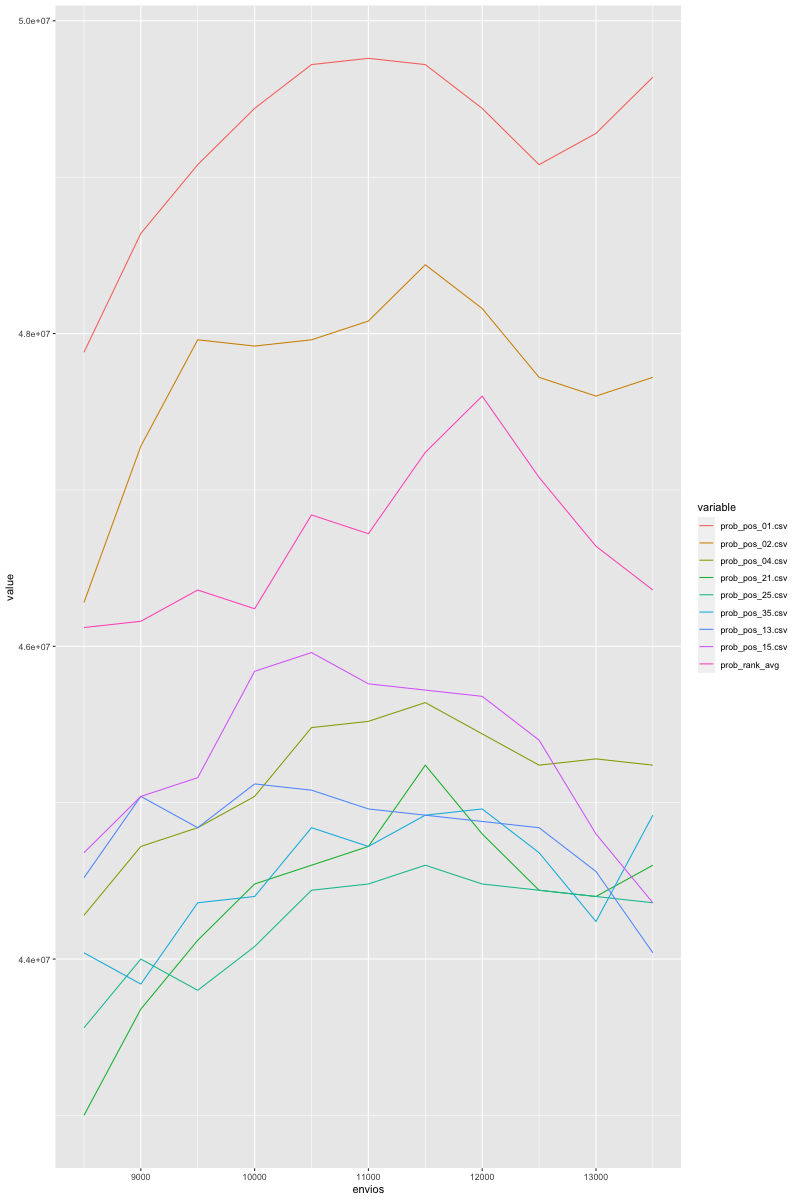 5.0e+07
4.8e+07
4.6e+07
4.4e+07
value
9000 10000 11000 12000 13000
envios
variable
prob_pos_01.csv
prob_pos_02.csv
prob_pos_04.csv
prob_pos_21.csv
prob_pos_25.csv
prob_pos_35.csv
prob_pos_13.csv
prob_pos_15.csv
prob_rank_avg